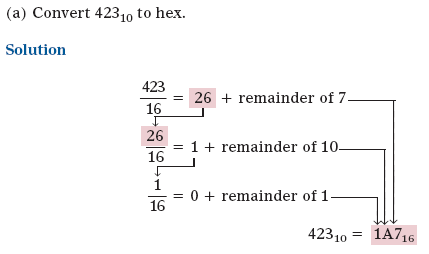 (a) Convert 423₁₀ to hex.
Solution
423/16 = 26 + remainder of 7
26/16 = 1 + remainder of 10
1/16 = 0 + remainder of 1
423₁₀ = 1A7₁₆